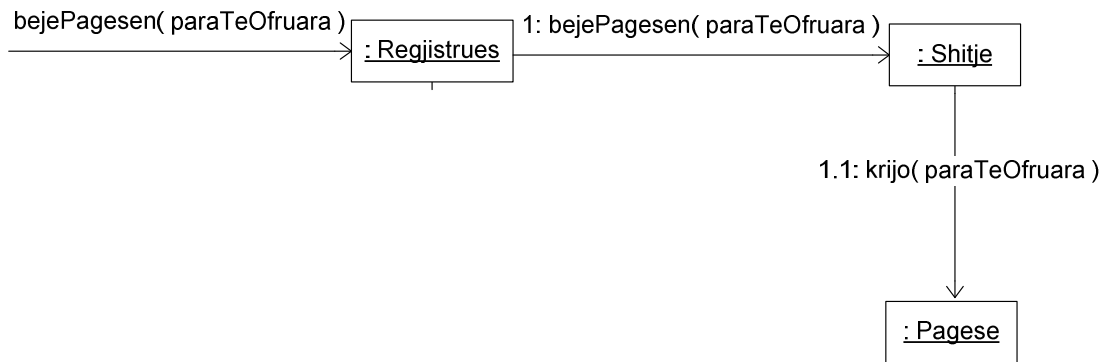 bejePagesen( paraTeOfruara )
: Regjistrues
1: bejePagesen( paraTeOfruara )
: Shitje
1.1: krijo( paraTeOfruara )
: Pagese